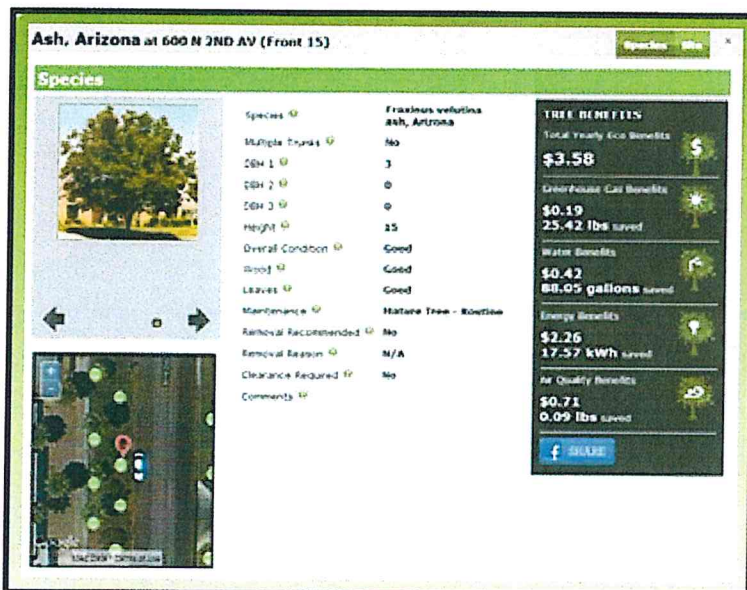 Ash, Arizona at 600 N 2ND AV (Front 15)
Species Site ×
Species
Species Fraxinus velutina
ash, Arizona
Multiple Trunks No
DBH 1 3
DBH 2 0
DBH 3 0
Height 15
Overall Condition Good
Wood Good
Leaves Good
Maintenance Mature Tree - Routine
Removal Recommended No
Removal Reason N/A
Clearance Required No
Comments
TREE BENEFITS
Total Yearly Eco Benefits
$3.58
Greenhouse Gas Benefits
$0.19
25.42 lbs saved
Water Benefits
$0.42
88.05 gallons saved
Energy Benefits
$2.26
17.57 kWh saved
Air Quality Benefits
$0.71
0.09 lbs saved
f SHARE
Google